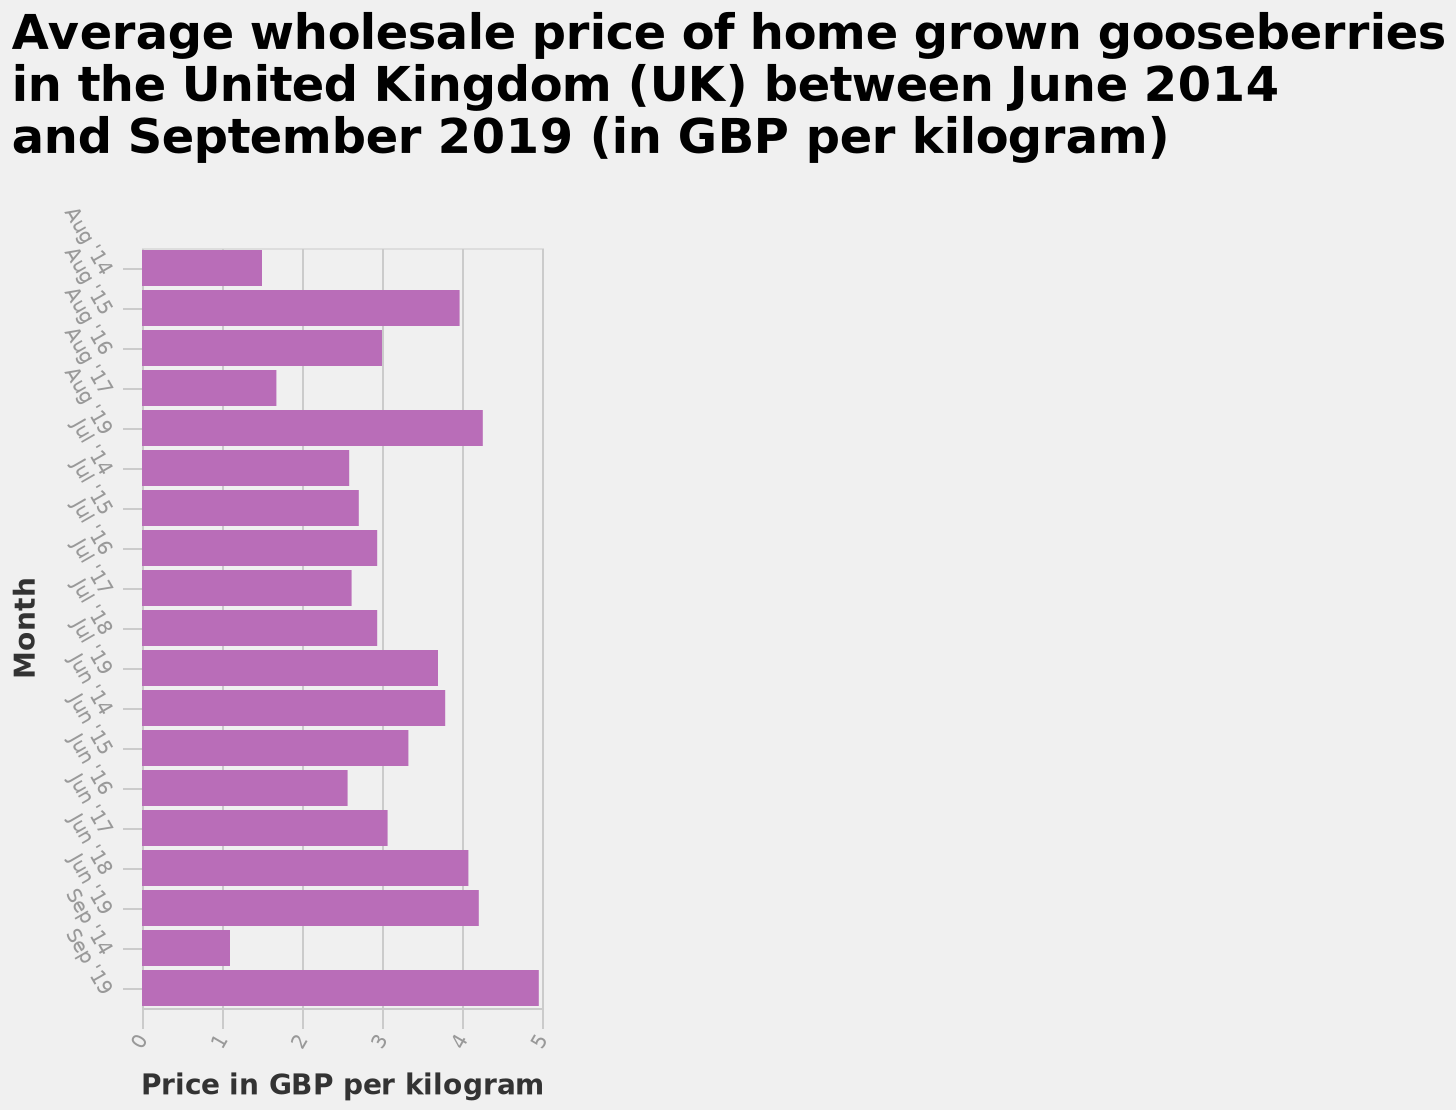 Average wholesale price of home grown gooseberries
in the United Kingdom (UK) between June 2014
and September 2019 (in GBP per kilogram)
Aug '14
Aug '15
Aug '16
Aug '17
Aug '19
Jul '14
Jul '15
Jul '16
Jul '17
Jul '18
Jul '19
Jun '14
Jun '15
Jun '16
Jun '17
Jun '18
Jun '19
Sep '14
Sep '19
Month
0 1 2 3 4 5
Price in GBP per kilogram